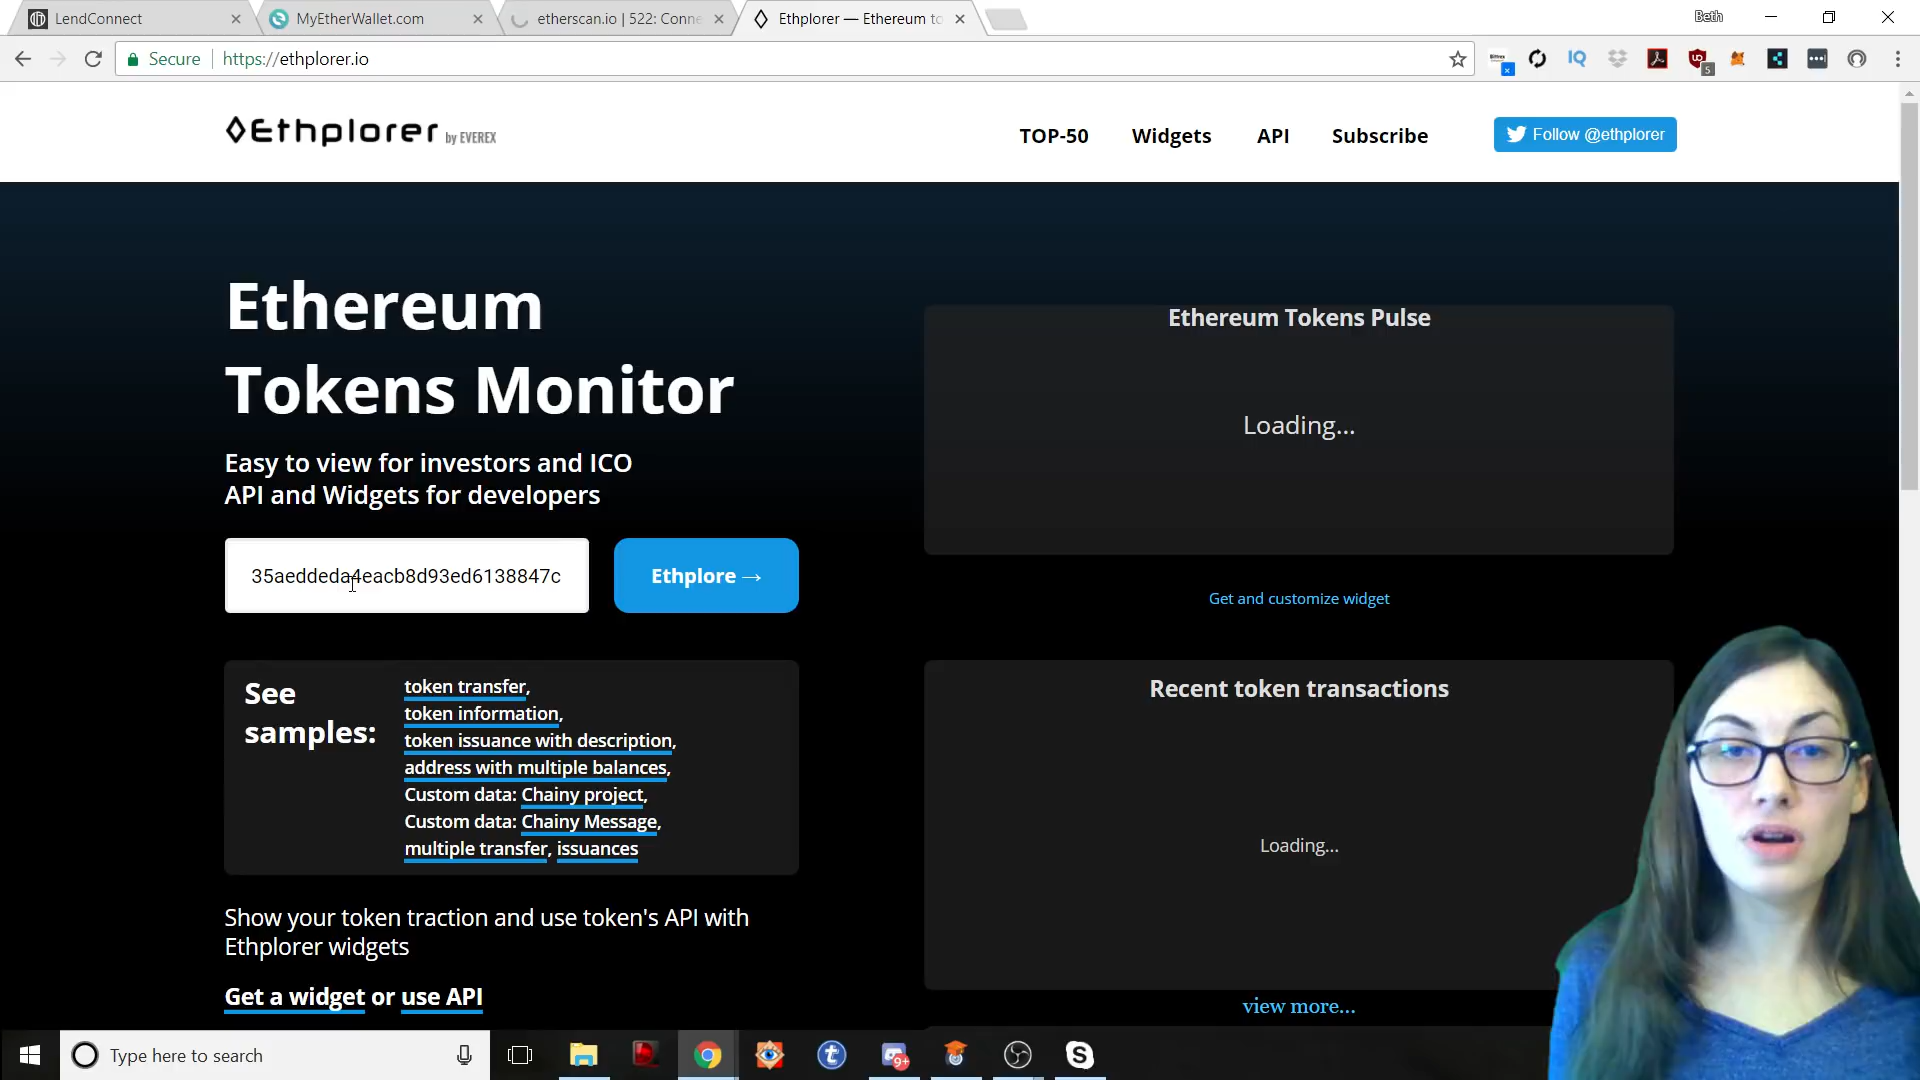 LendConnect
MyEtherWallet.com
etherscan.io | 522: Conne
Ethplorer — Ethereum to
Beth
Secure
https://ethplorer.io
5
Ethplorer by EVEREX
TOP-50
Widgets
API
Subscribe
Follow @ethplorer
Ethereum
Tokens Monitor
Easy to view for investors and ICO
API and Widgets for developers
35aeddeda4eacb8d93ed6138847c
Ethplore →
See
samples:
token transfer,
token information,
token issuance with description,
address with multiple balances,
Custom data: Chainy project,
Custom data: Chainy Message,
multiple transfer, issuances
Show your token traction and use token's API with
Ethplorer widgets
Get a widget or use API
Ethereum Tokens Pulse
Loading...
Get and customize widget
Recent token transactions
Loading...
view more...
Type here to search
9+